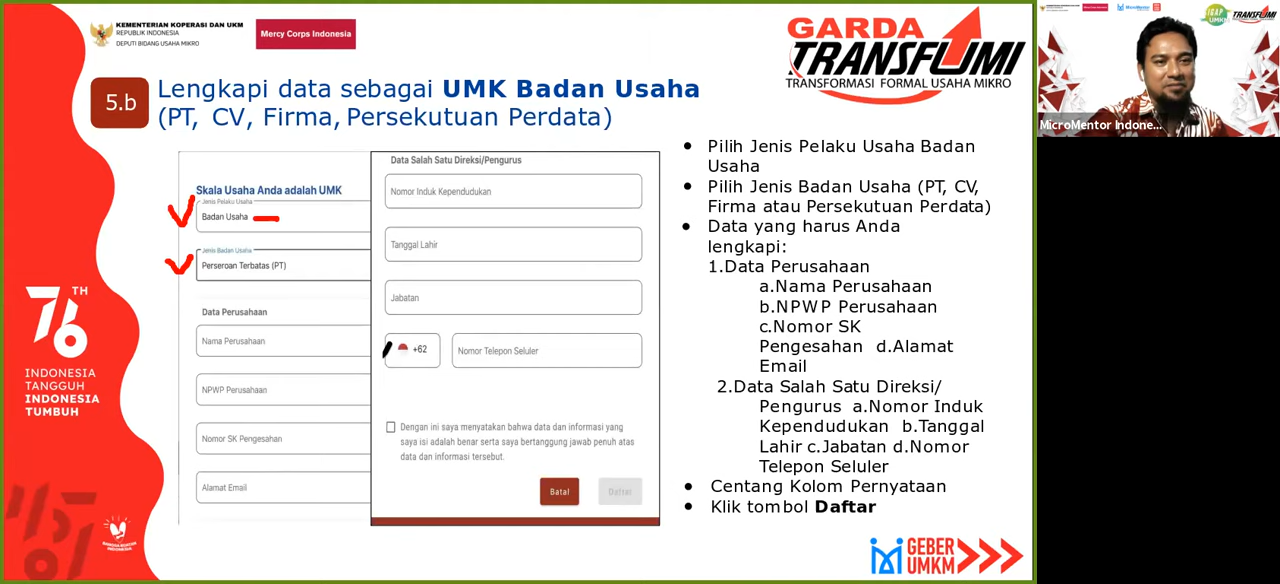 KEMENTERIAN KOPERASI DAN UKM
REPUBLIK INDONESIA
DEPUTI BIDANG USAHA MIKRO
Mercy Corps Indonesia
GARDA
TRANSFUMI
TRANSFORMASI FORMAL USAHA MIKRO
5.b
Lengkapi data sebagai UMK Badan Usaha
(PT, CV, Firma, Persekutuan Perdata)
Skala Usaha Anda adalah UMK
Jenis Pelaku Usaha
Badan Usaha
Jenis Badan Usaha
Perseroan Terbatas (PT)
Data Perusahaan
Nama Perusahaan
NPWP Perusahaan
Nomor SK Pengesahan
Alamat Email
Data Salah Satu Direksi/Pengurus
Nomor Induk Kependudukan
Tanggal Lahir
Jabatan
+62
Nomor Telepon Seluler
Dengan ini saya menyatakan bahwa data dan informasi yang
saya isi adalah benar serta saya bertanggung jawab penuh atas
data dan informasi tersebut.
Batal
Daftar
• Pilih Jenis Pelaku Usaha Badan
Usaha
• Pilih Jenis Badan Usaha (PT, CV,
Firma atau Persekutuan Perdata)
• Data yang harus Anda
lengkapi:
1.Data Perusahaan
a.Nama Perusahaan
b.NPWP Perusahaan
c.Nomor SK
Pengesahan d.Alamat
Email
2.Data Salah Satu Direksi/
Pengurus a.Nomor Induk
Kependudukan b.Tanggal
Lahir c.Jabatan d.Nomor
Telepon Seluler
• Centang Kolom Pernyataan
• Klik tombol Daftar
76TH
INDONESIA
TANGGUH
INDONESIA
TUMBUH
GEBER
UMKM
MicroMentor
TRANSFUMI
MicroMentor Indone...